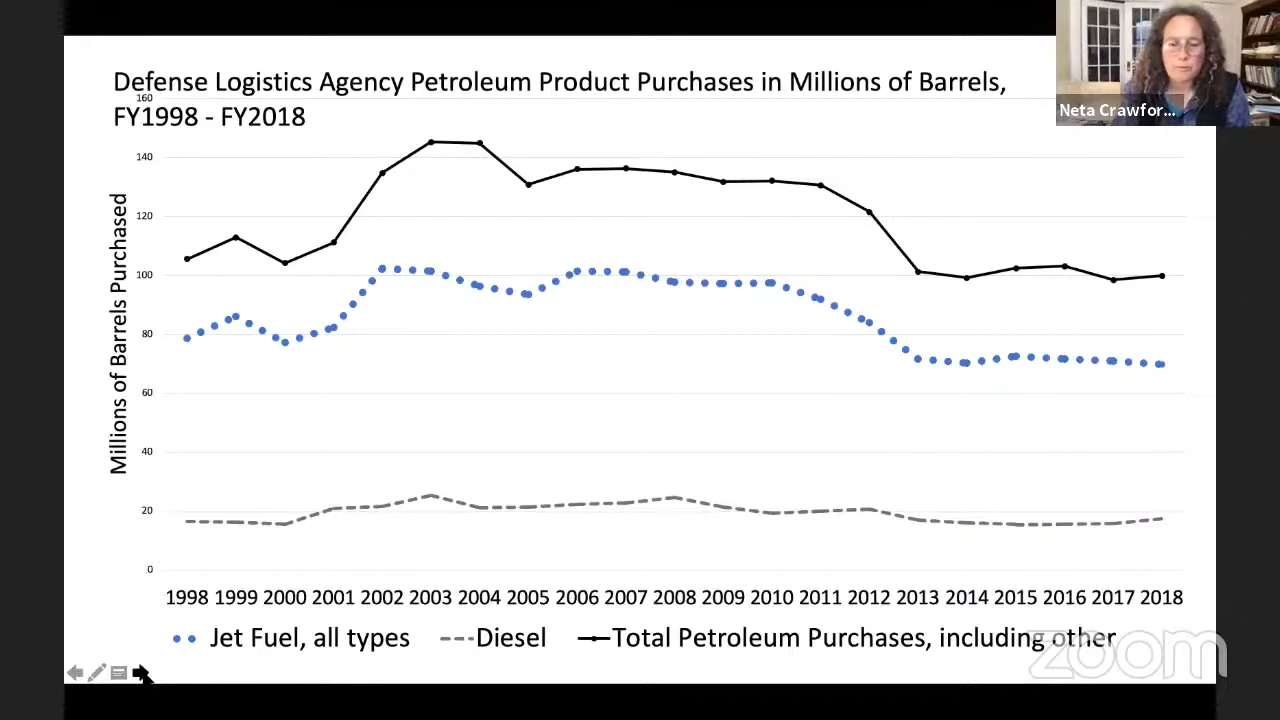 Defense Logistics Agency Petroleum Product Purchases in Millions of Barrels,
FY1998 - FY2018
Neta Crawfor...
160
140
120
100
80
60
40
20
0
Millions of Barrels Purchased
1998 1999 2000 2001 2002 2003 2004 2005 2006 2007 2008 2009 2010 2011 2012 2013 2014 2015 2016 2017 2018
Jet Fuel, all types Diesel Total Petroleum Purchases, including other
zoom